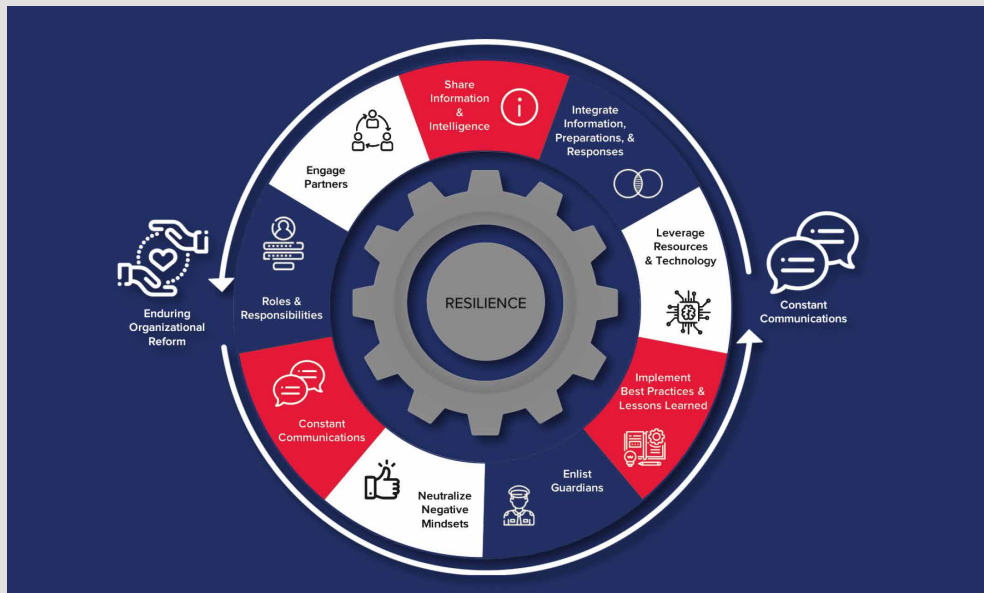 Share
Information
&
Intelligence
Integrate
Information,
Preparations, &
Responses
Leverage
Resources
& Technology
Implement
Best Practices &
Lessons Learned
Enlist
Guardians
Neutralize
Negative
Mindsets
Constant
Communications
Roles &
Responsibilities
Engage
Partners
RESILIENCE
Enduring
Organizational
Reform
Constant
Communications